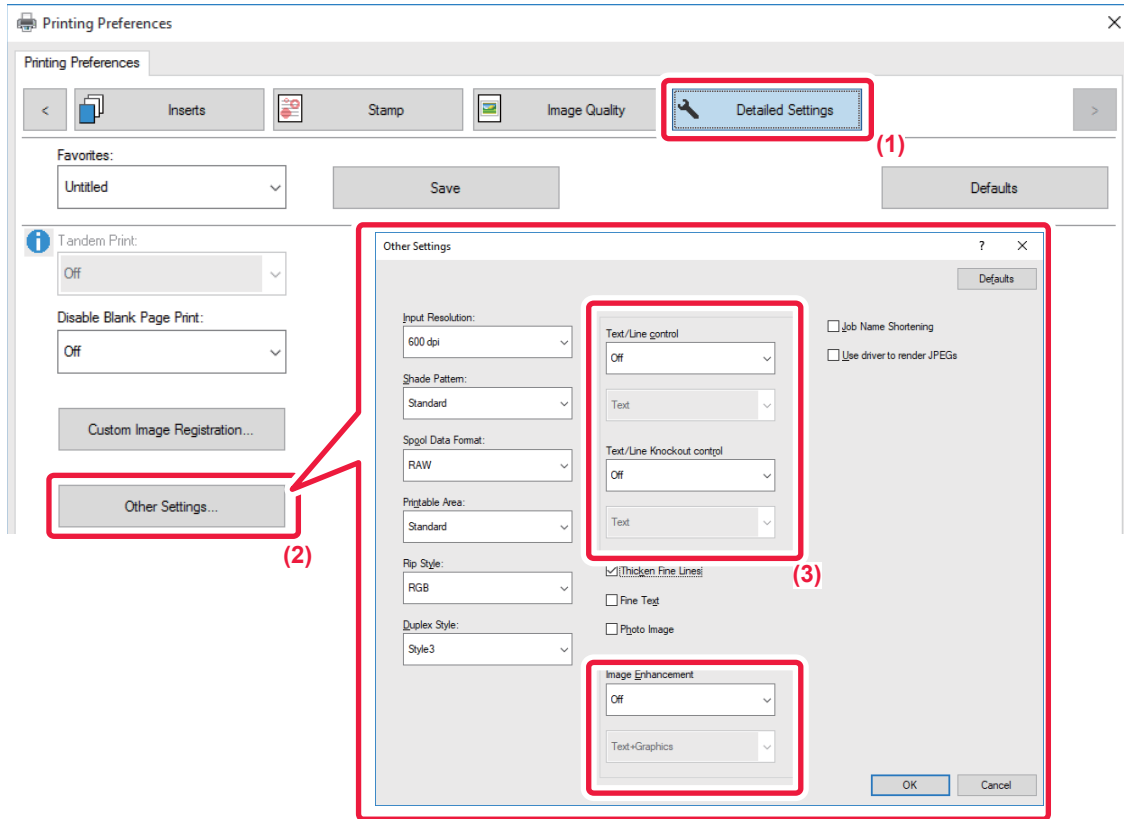 Printing Preferences
Printing Preferences
<
Inserts
Stamp
Image Quality
Detailed Settings
>
(1)
Favorites:
Untitled
Save
Defaults
Tandem Print:
Off
Disable Blank Page Print:
Off
Custom Image Registration...
Other Settings...
(2)
Other Settings
?
Defaults
Input Resolution:
600 dpi
Shade Pattern:
Standard
Spool Data Format:
RAW
Printable Area:
Standard
Rip Style:
RGB
Duplex Style:
Style3
Text/Line control
Off
Text
Text/Line Knockout control
Off
Text
(3)
Thicken Fine Lines
Fine Text
Photo Image
Image Enhancement
Off
Text+Graphics
Job Name Shortening
Use driver to render JPEGs
OK
Cancel